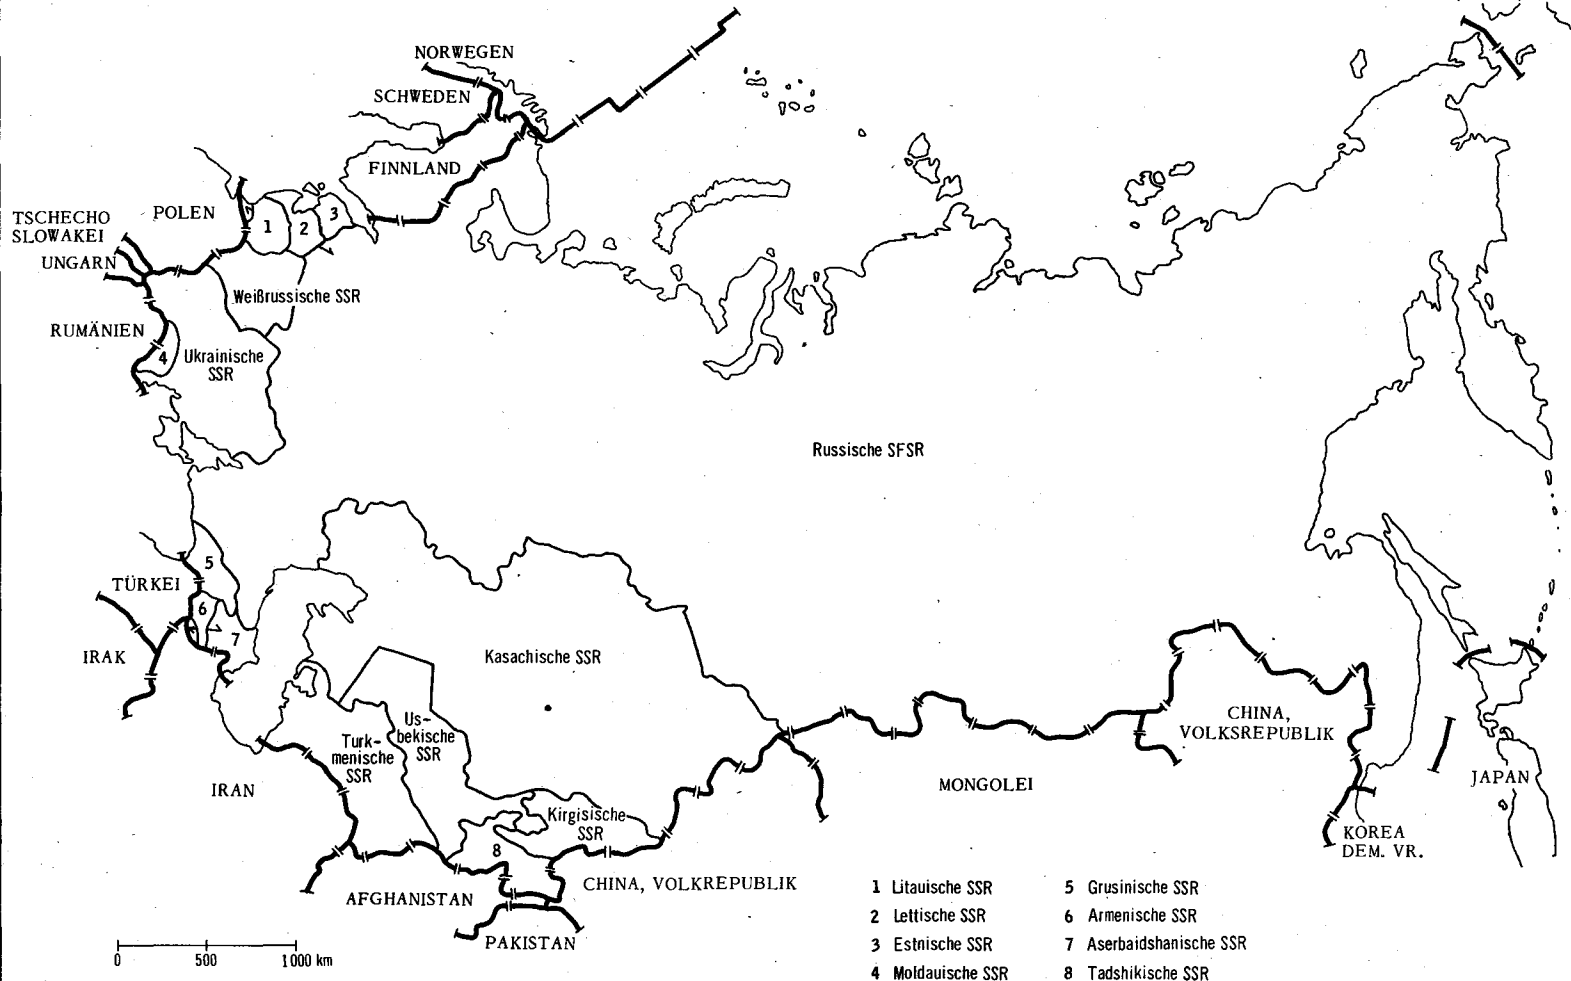 NORWEGEN
SCHWEDEN
FINNLAND
POLEN
TSCHECHO
SLOWAKEI
UNGARN
RUMÄNIEN
1
2
3
Weißrussische SSR
4
Ukrainische
SSR
Russische SFSR
5
TÜRKEI
6
7
IRAK
Kasachische SSR
Us-
bekische
SSR
Turk-
menische
SSR
IRAN
CHINA,
VOLKSREPUBLIK
MONGOLEI
JAPAN
Kirgisische
SSR
8
KOREA
DEM. VR.
AFGHANISTAN
CHINA, VOLKREPUBLIK
PAKISTAN
0 500 1000 km
1 Litauische SSR
2 Lettische SSR
3 Estnische SSR
4 Moldauische SSR
5 Grusinische SSR
6 Armenische SSR
7 Aserbaidshanische SSR
8 Tadshikische SSR